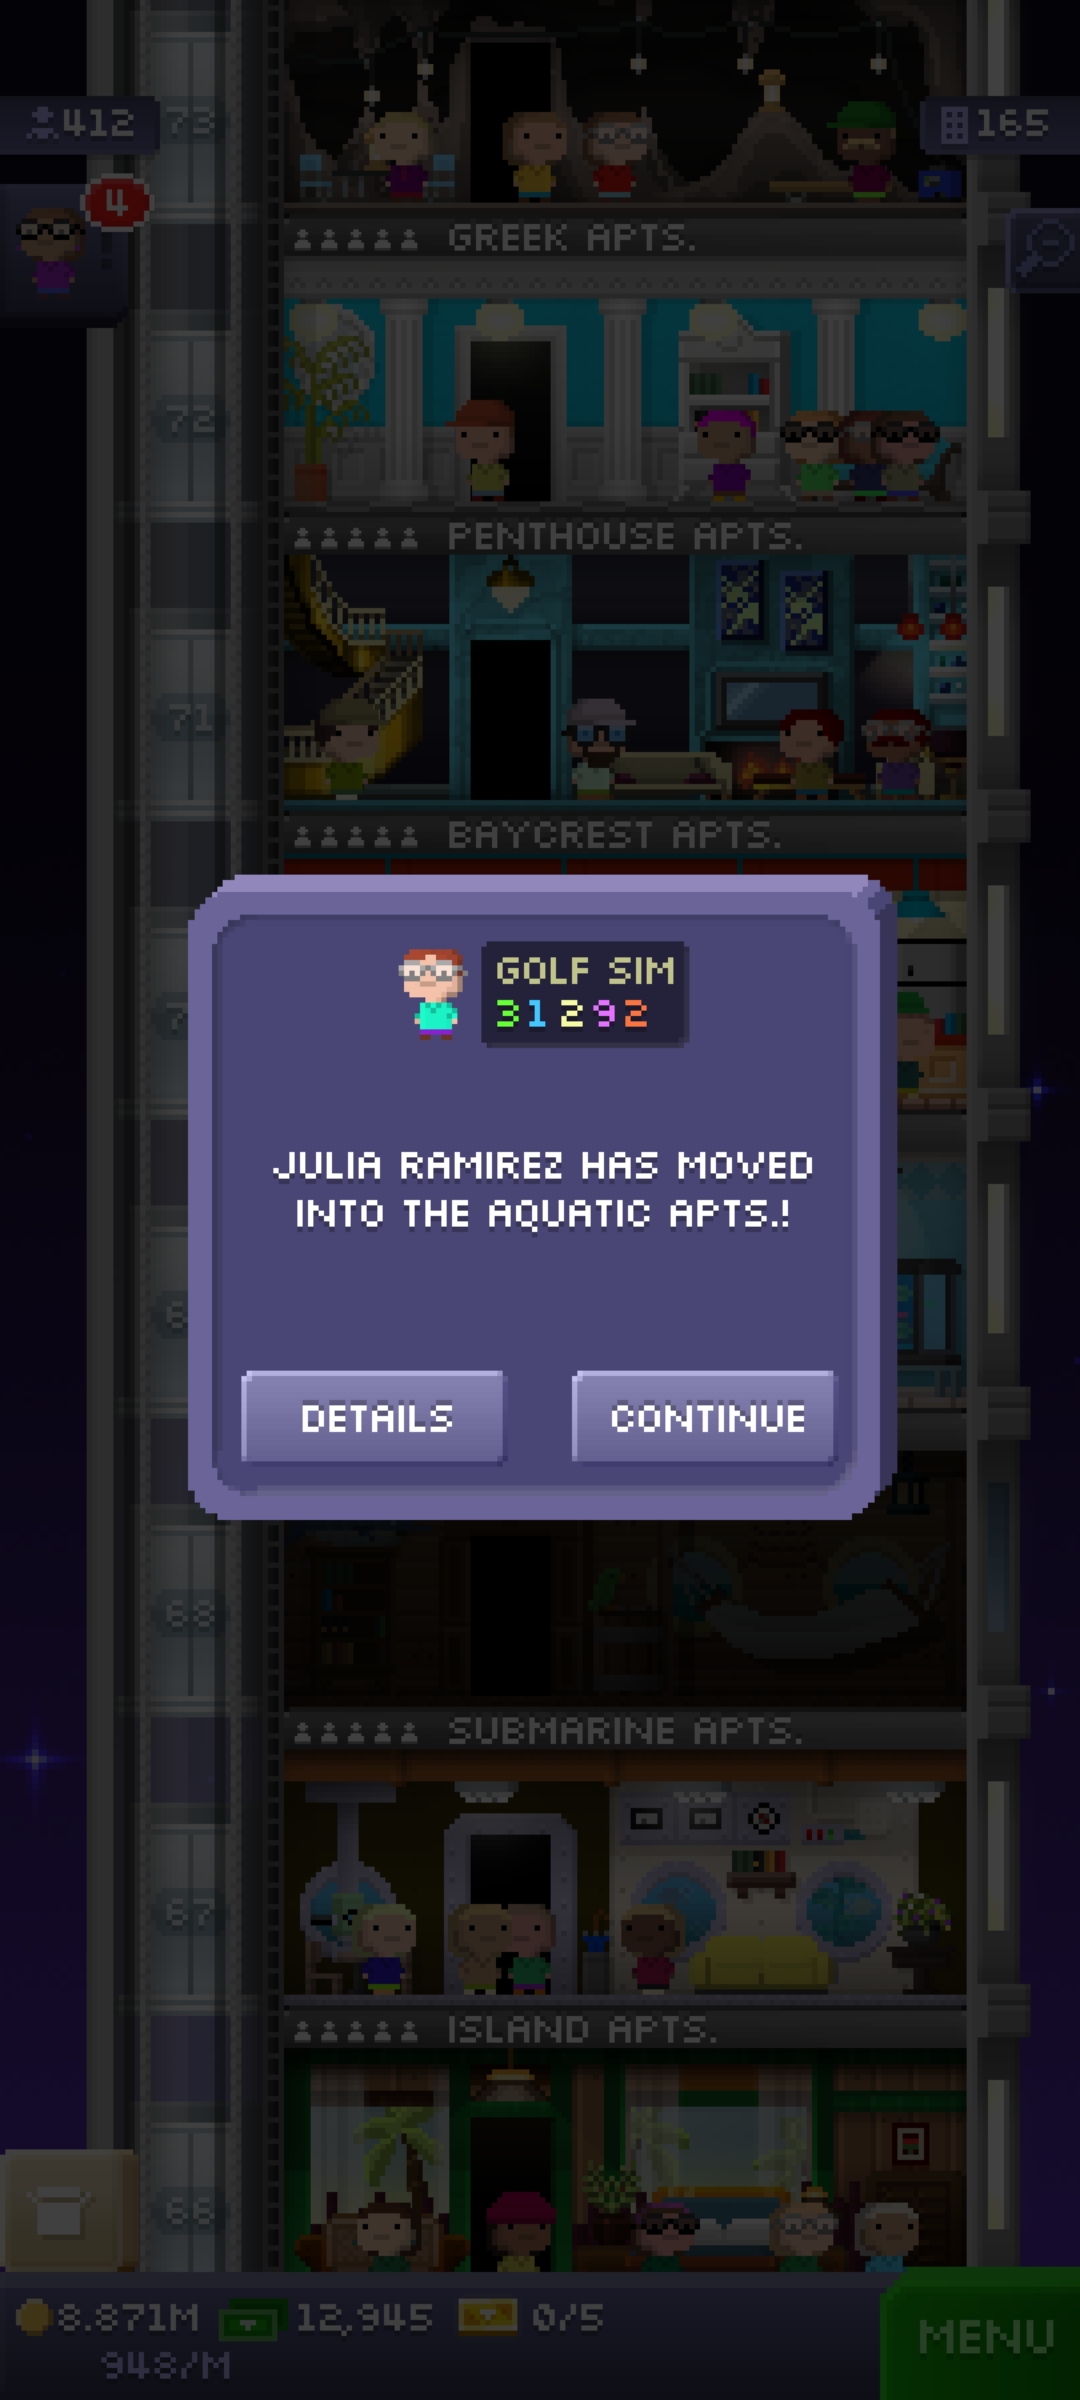 412
73
165
4
GREEK APTS.
72
PENTHOUSE APTS.
71
BAYCREST APTS.
GOLF SIM
31292
JULIA RAMIREZ HAS MOVED
INTO THE AQUATIC APTS.!
DETAILS
CONTINUE
68
SUBMARINE APTS.
67
ISLAND APTS.
66
8.871M
12,945
0/5
948/M
MENU